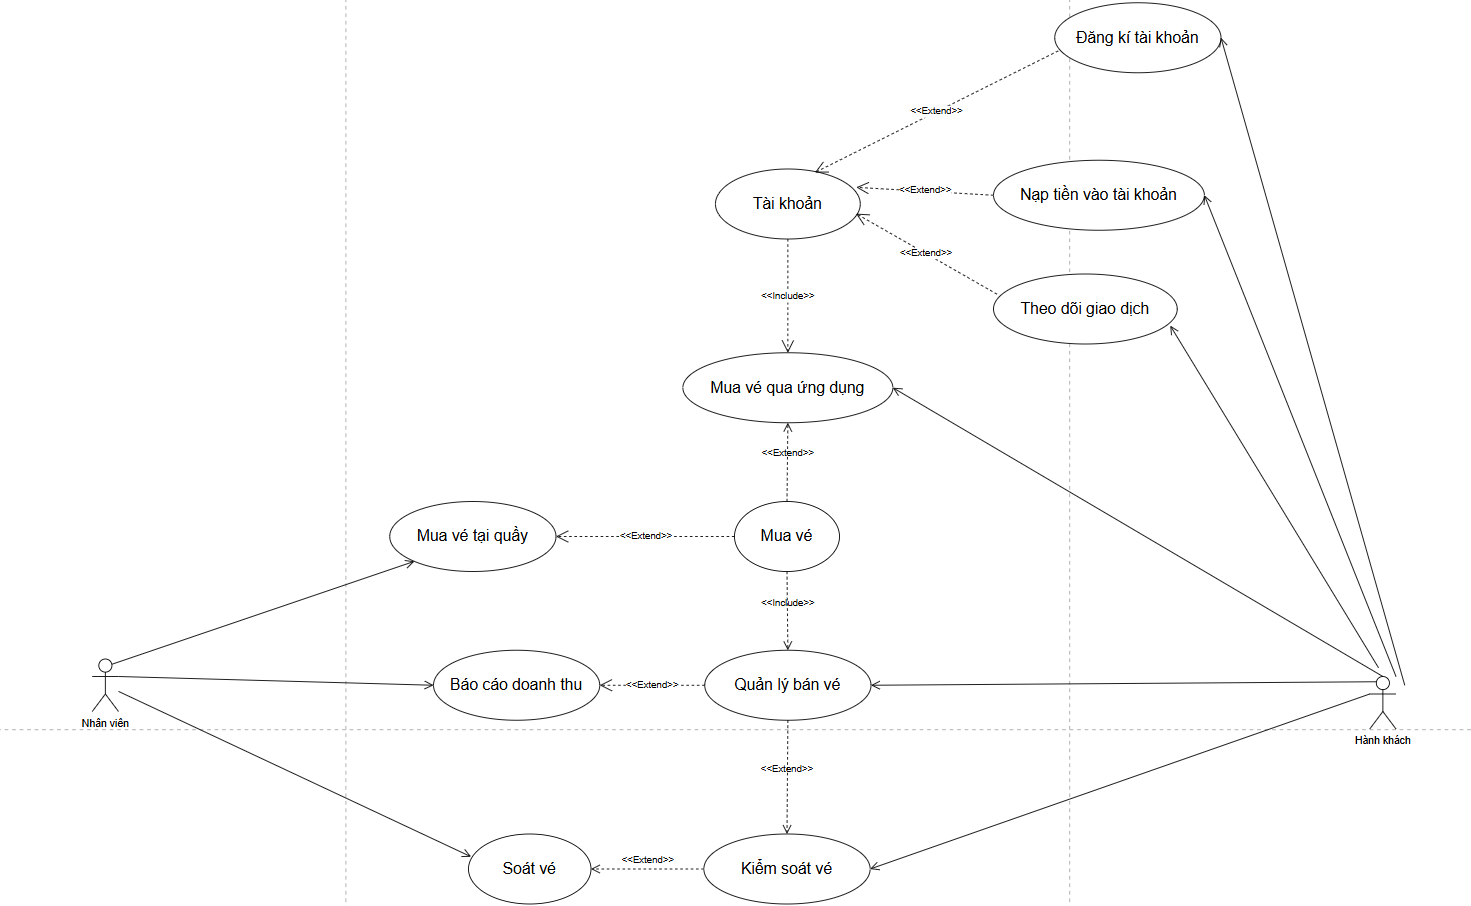 Đăng kí tài khoản
<<Extend>>
Tài khoản
<<Extend>>
Nạp tiền vào tài khoản
<<Extend>>
<<Include>>
Theo dõi giao dịch
Mua vé qua ứng dụng
<<Extend>>
Mua vé tại quầy
<<Extend>>
Mua vé
<<Include>>
Báo cáo doanh thu
<<Extend>>
Quản lý bán vé
Nhân viên
Hành khách
<<Extend>>
Soát vé
<<Extend>>
Kiểm soát vé